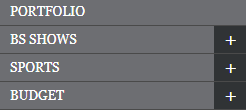 PORTFOLIO
BS SHOWS +
SPORTS +
BUDGET +